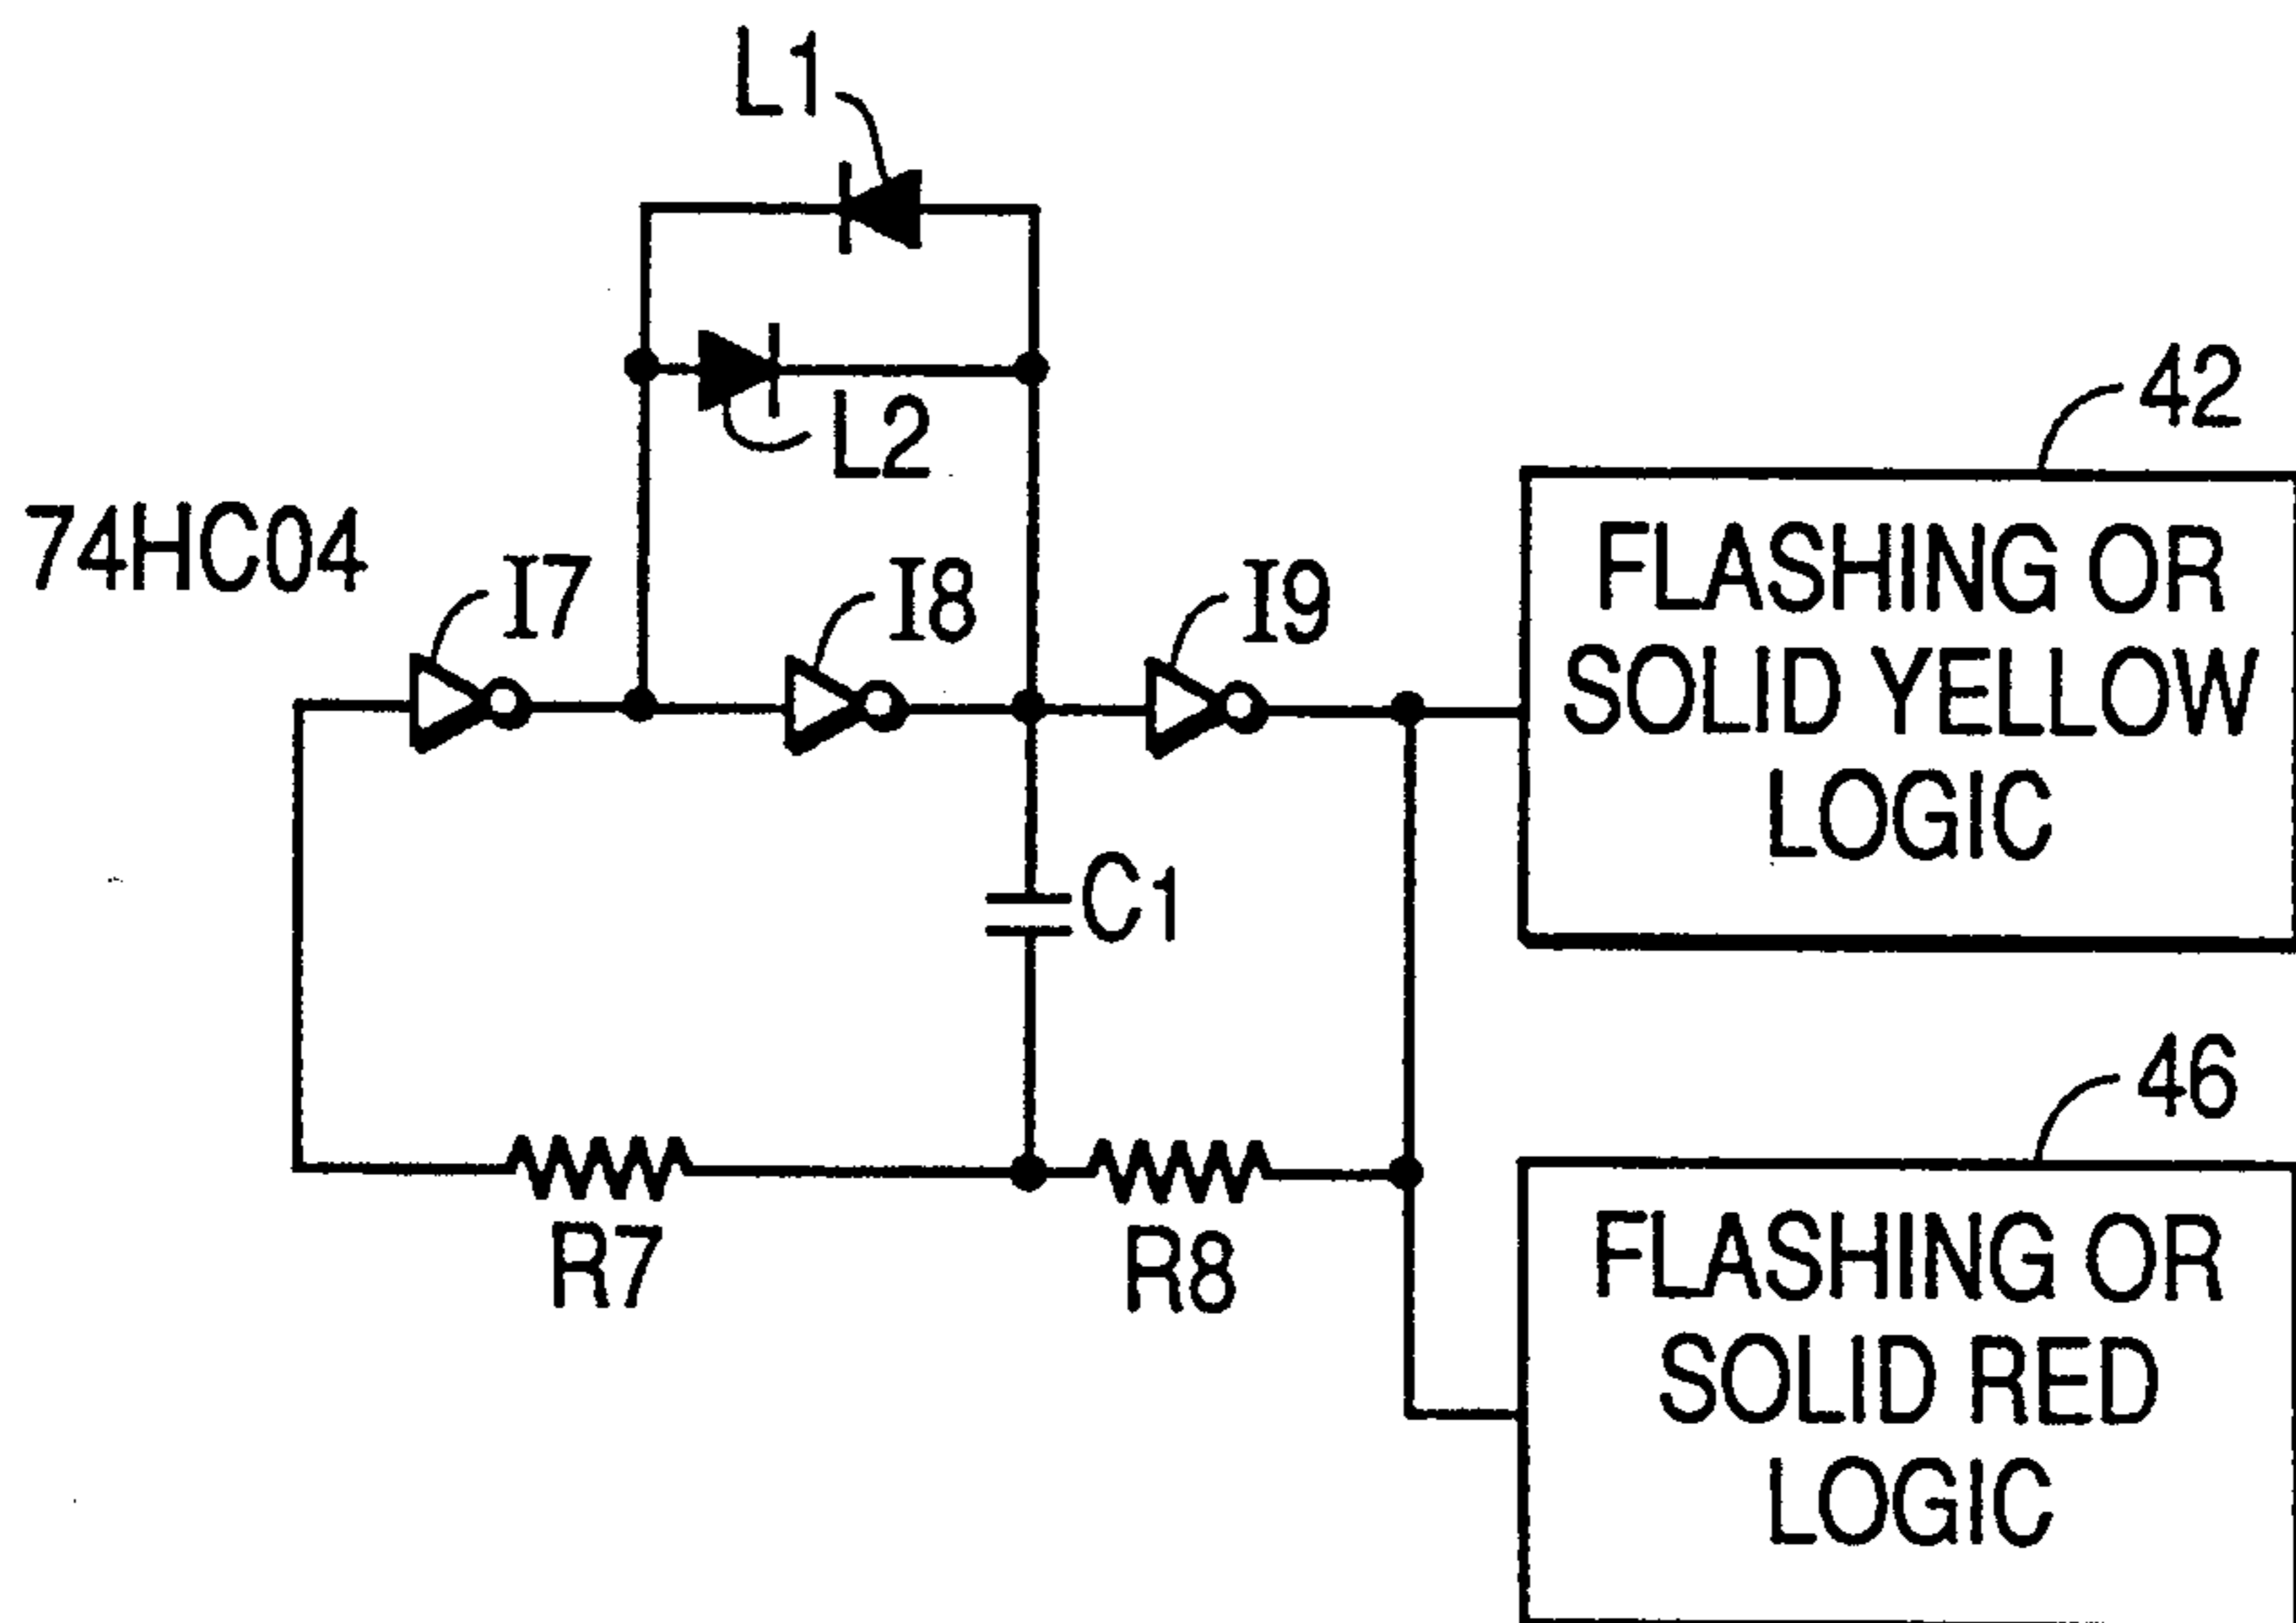 L1
L2
42
74HC04
I7
I8
I9
FLASHING OR
SOLID YELLOW
LOGIC
C1
46
R7
R8
FLASHING OR
SOLID RED
LOGIC